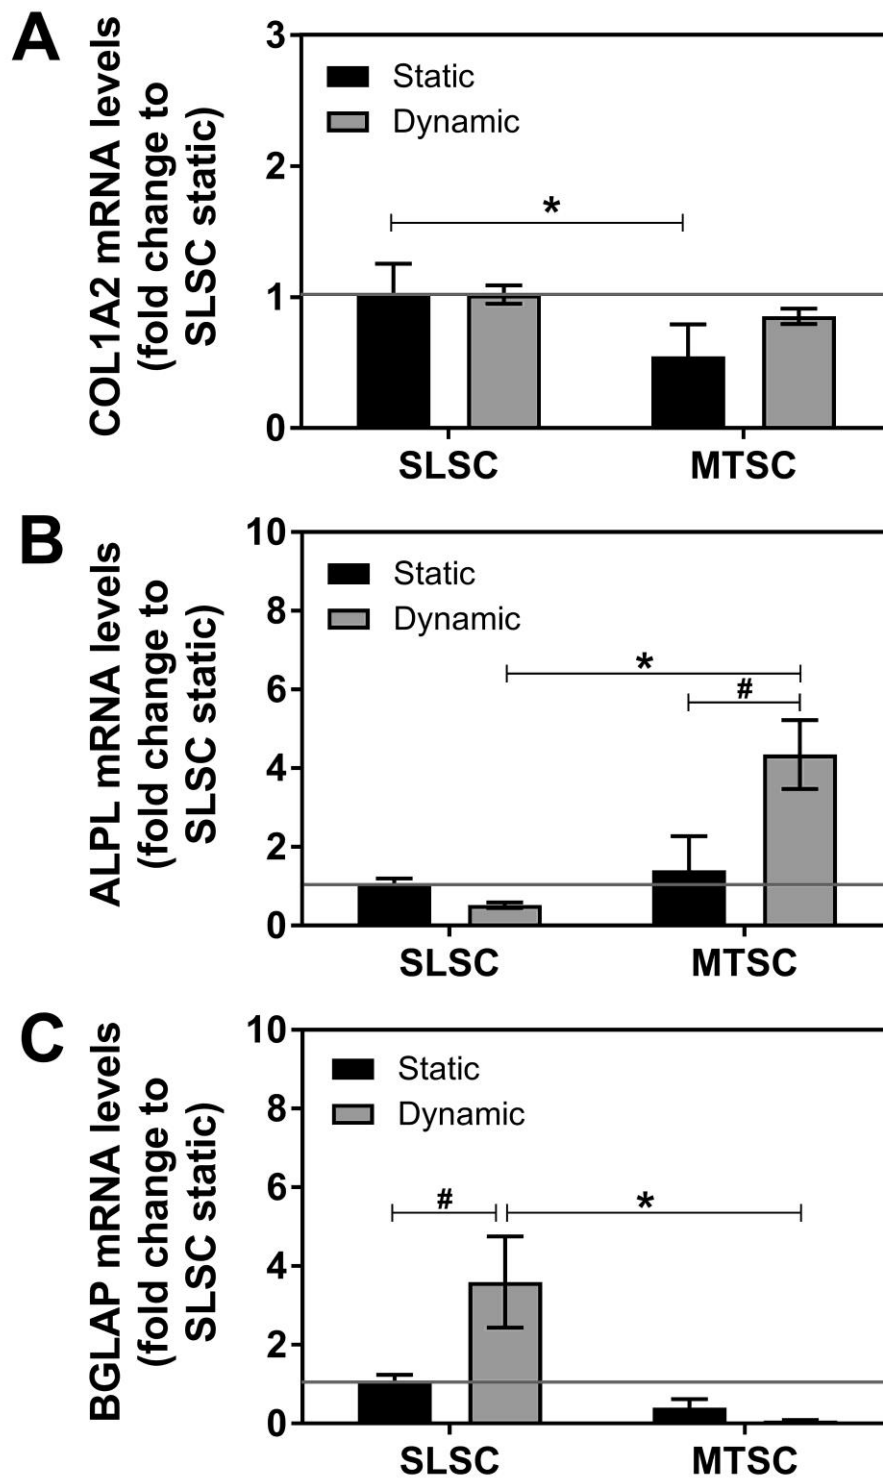 A
COL1A2 mRNA levels
(fold change to
SLSC static)
3
2
1
0
Static
Dynamic
*
SLSC
MTSC
B
ALPL mRNA levels
(fold change to
SLSC static)
10
8
6
4
2
0
Static
Dynamic
*
#
SLSC
MTSC
C
BGLAP mRNA levels
(fold change to
SLSC static)
10
8
6
4
2
0
Static
Dynamic
#
*
SLSC
MTSC